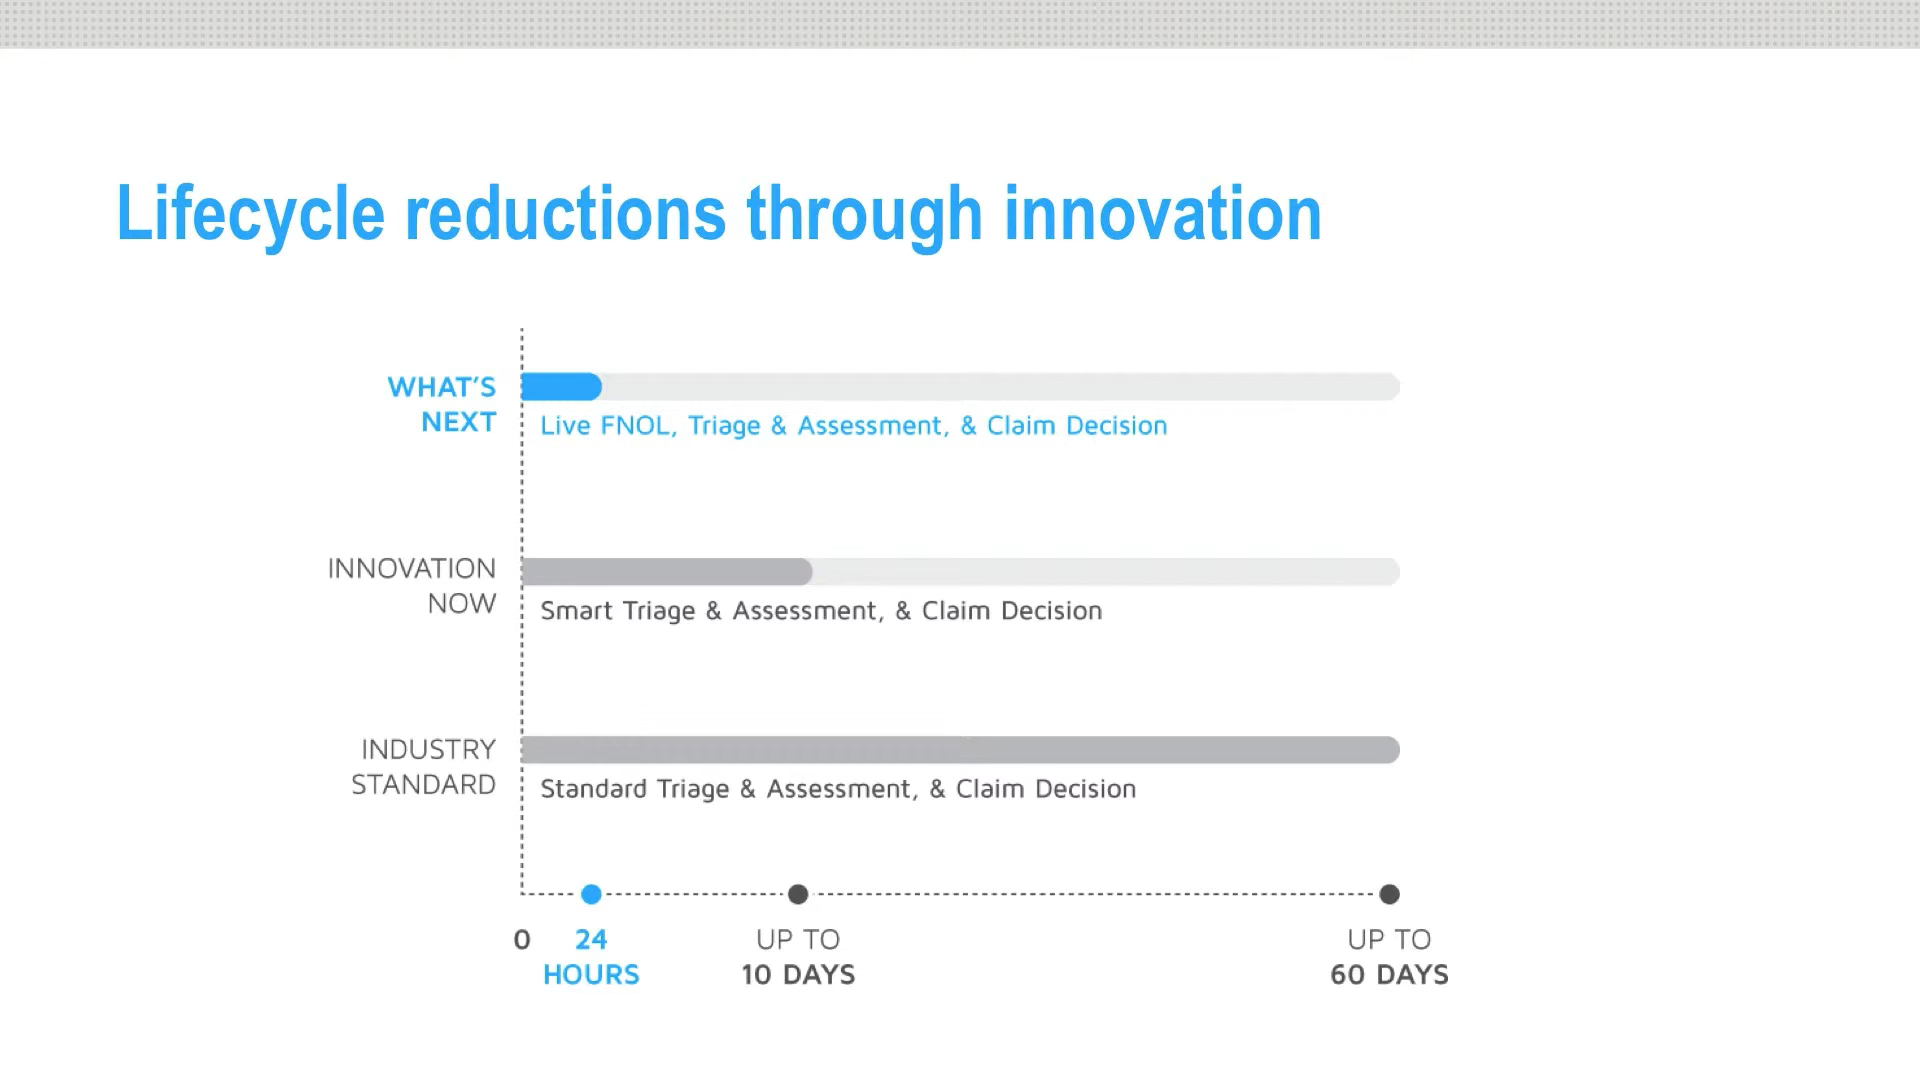 Lifecycle reductions through innovation
WHAT'S
NEXT
Live FNOL, Triage & Assessment, & Claim Decision
INNOVATION
NOW
Smart Triage & Assessment, & Claim Decision
INDUSTRY
STANDARD
Standard Triage & Assessment, & Claim Decision
0
24
HOURS
UP TO
10 DAYS
UP TO
60 DAYS